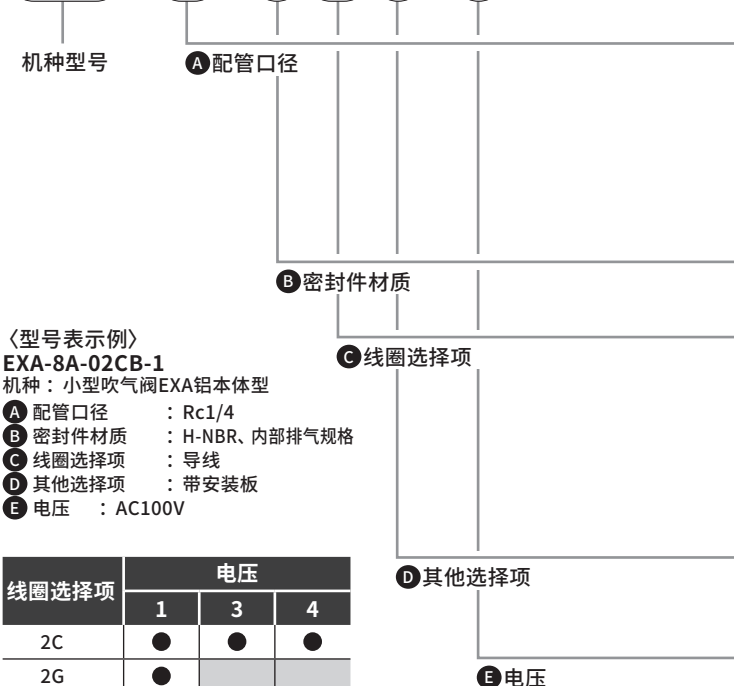 机种型号
A配管口径
B密封件材质
C线圈选择项
〈型号表示例〉
EXA-8A-02CB-1
机种：小型吹气阀EXA铝本体型
A 配管口径 ：Rc1/4
B 密封件材质 ：H-NBR、内部排气规格
C 线圈选择项 ：导线
D 其他选择项 ：带安装板
E 电压 ：AC100V
D其他选择项
线圈选择项 电压
1 3 4
2C ● ● ●
2G ●
E电压